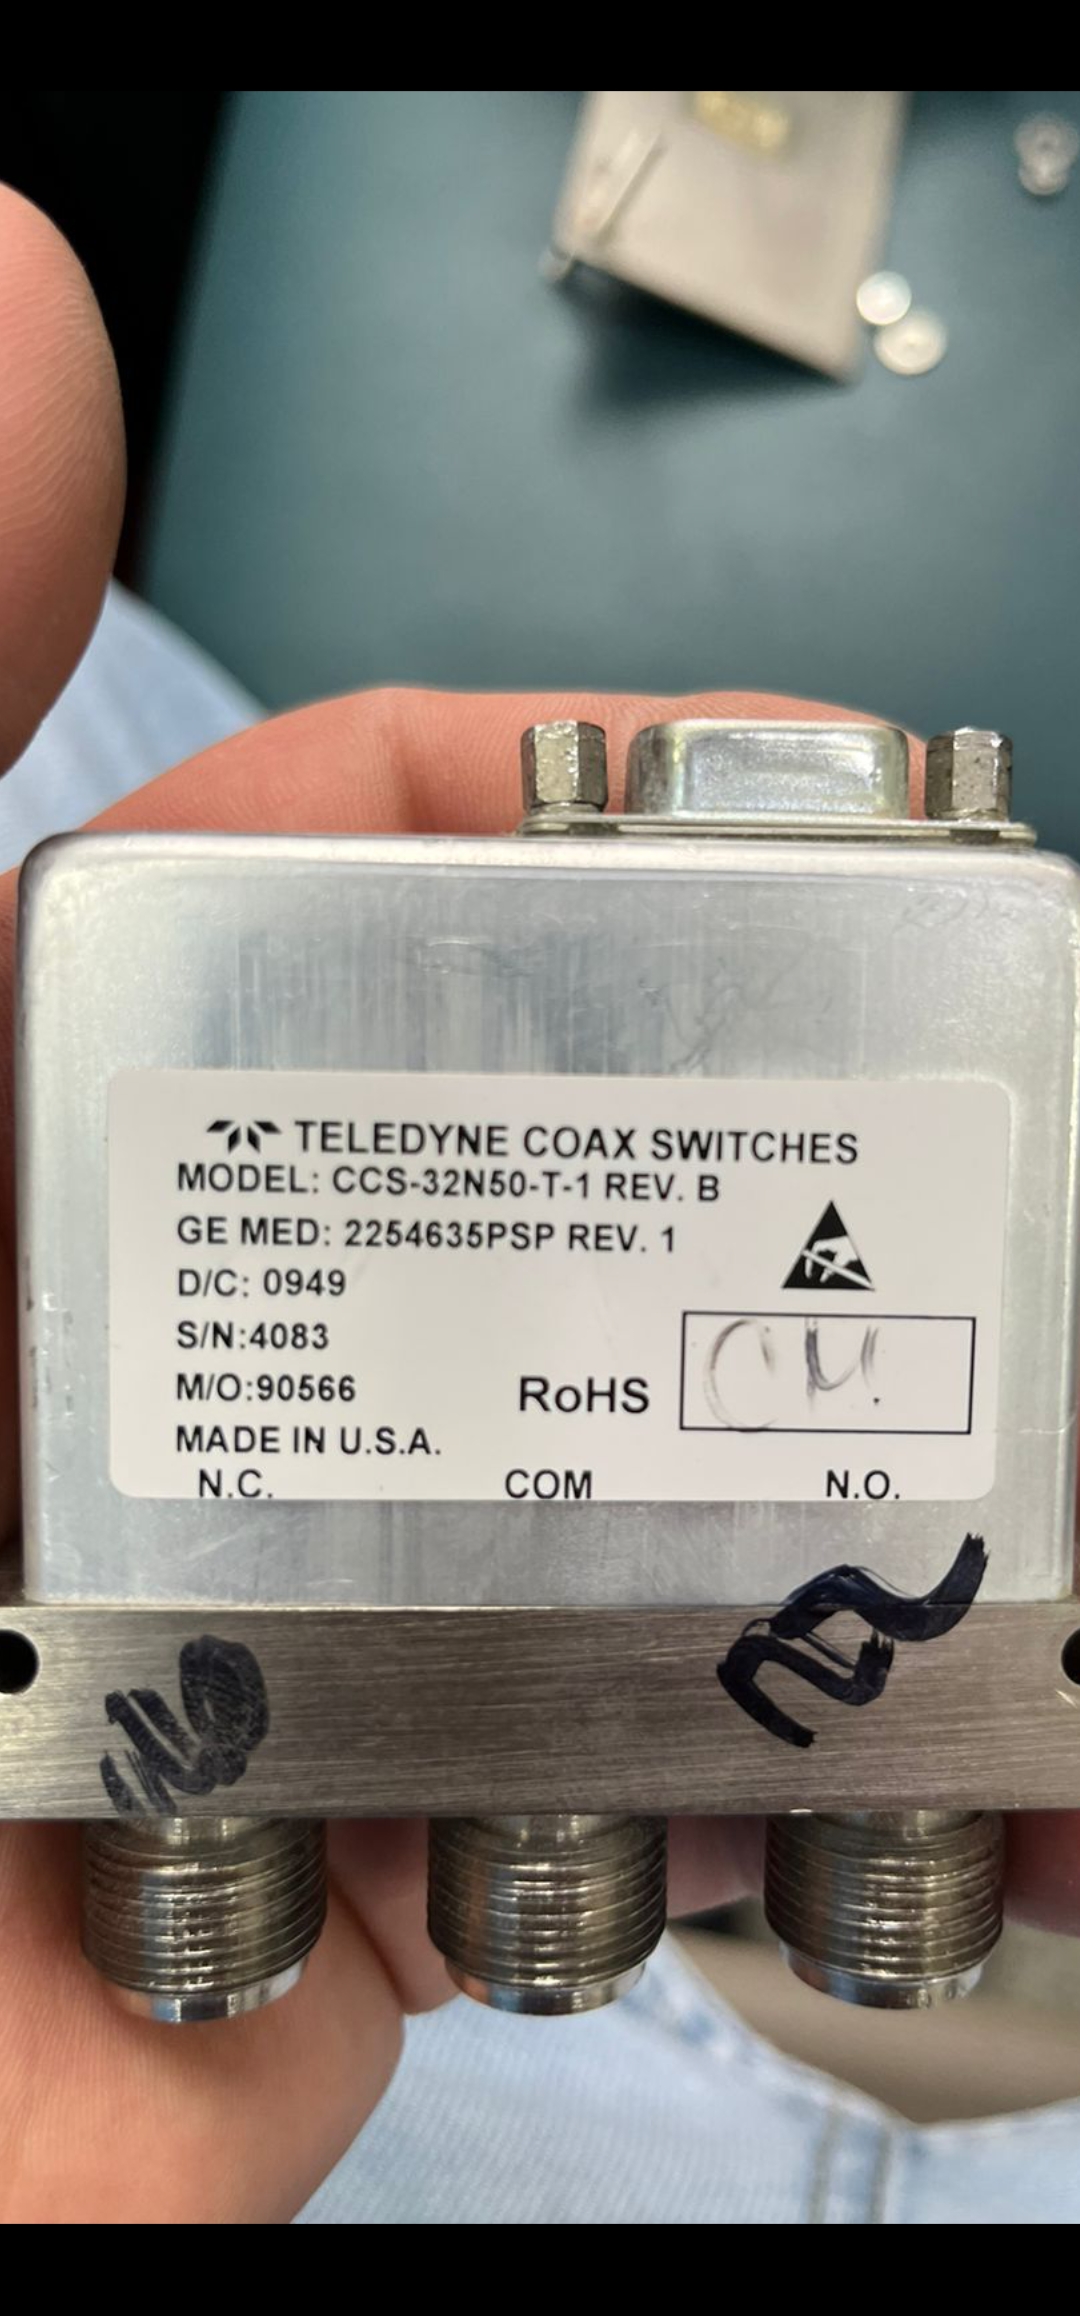 TELEDYNE COAX SWITCHES
MODEL: CCS-32N50-T-1 REV. B
GE MED: 2254635PSP REV. 1
D/C: 0949
S/N:4083
M/O:90566
RoHS
MADE IN U.S.A.
N.C. COM N.O.